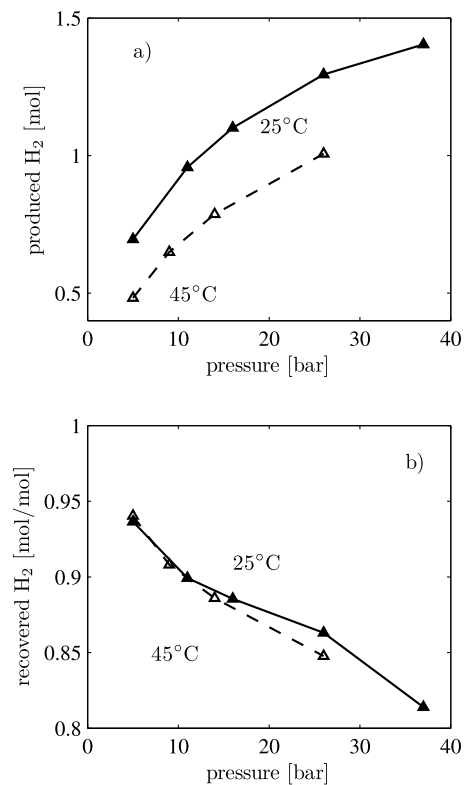 1.5
a)
25°C
1
45°C
0.5
0 10 20 30 40
pressure [bar]
produced H₂ [mol]
1
b)
0.95
25°C
0.9
45°C
0.85
0.8
0 10 20 30 40
pressure [bar]
recovered H₂ [mol/mol]